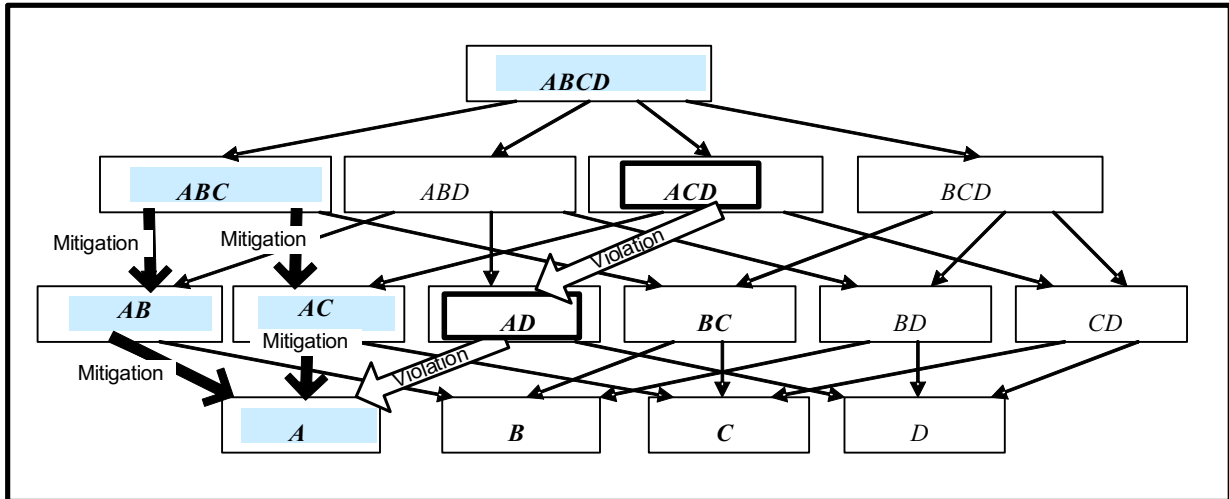 ABCD
ABC ABD ACD BCD
Mitigation Mitigation Violation
AB AC AD BC BD CD
Mitigation Mitigation Violation
A B C D